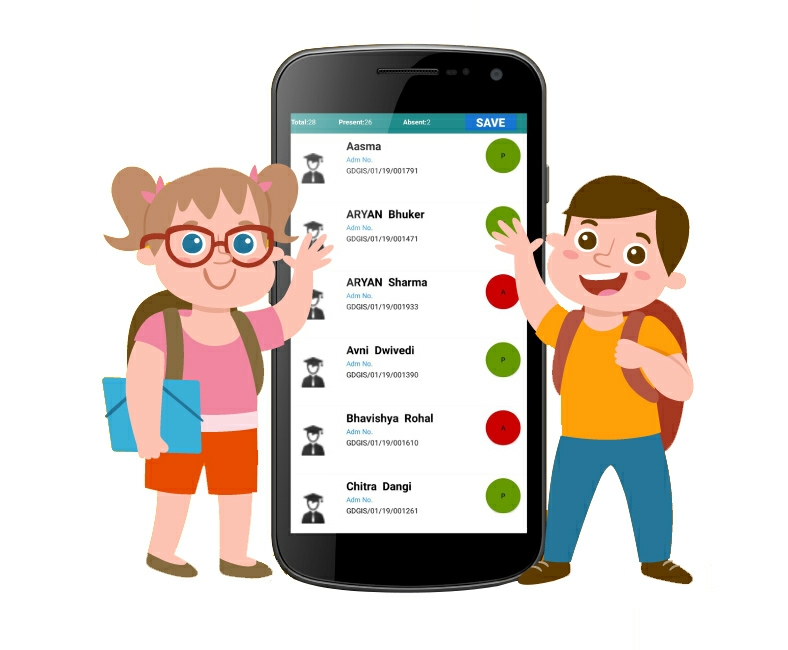 Total:28 Present:26 Absent:2 SAVE
Aasma
Adm No.
GDGIS/01/19/001791
P
ARYAN Bhuker
Adm No.
GDGIS/01/19/001471
ARYAN Sharma
Adm No.
GDGIS/01/19/001933
A
Avni Dwivedi
Adm No.
GDGIS/01/19/001390
P
Bhavishya Rohal
Adm No.
GDGIS/01/19/001610
A
Chitra Dangi
Adm No.
GDGIS/01/19/001261
P